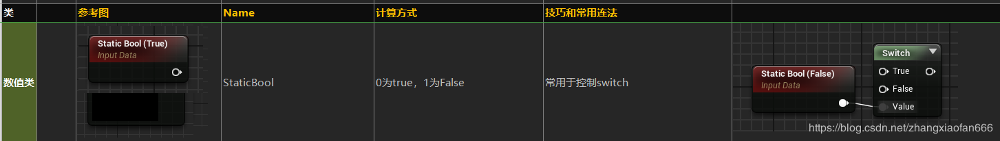 类 参考图 Name 计算方式 技巧和常用连法
数值类
Static Bool (True)
Input Data
StaticBool
0为true，1为False
常用于控制switch
Static Bool (False)
Input Data
Switch
True
False
Value
https://blog.csdn.net/zhangxiaofan666